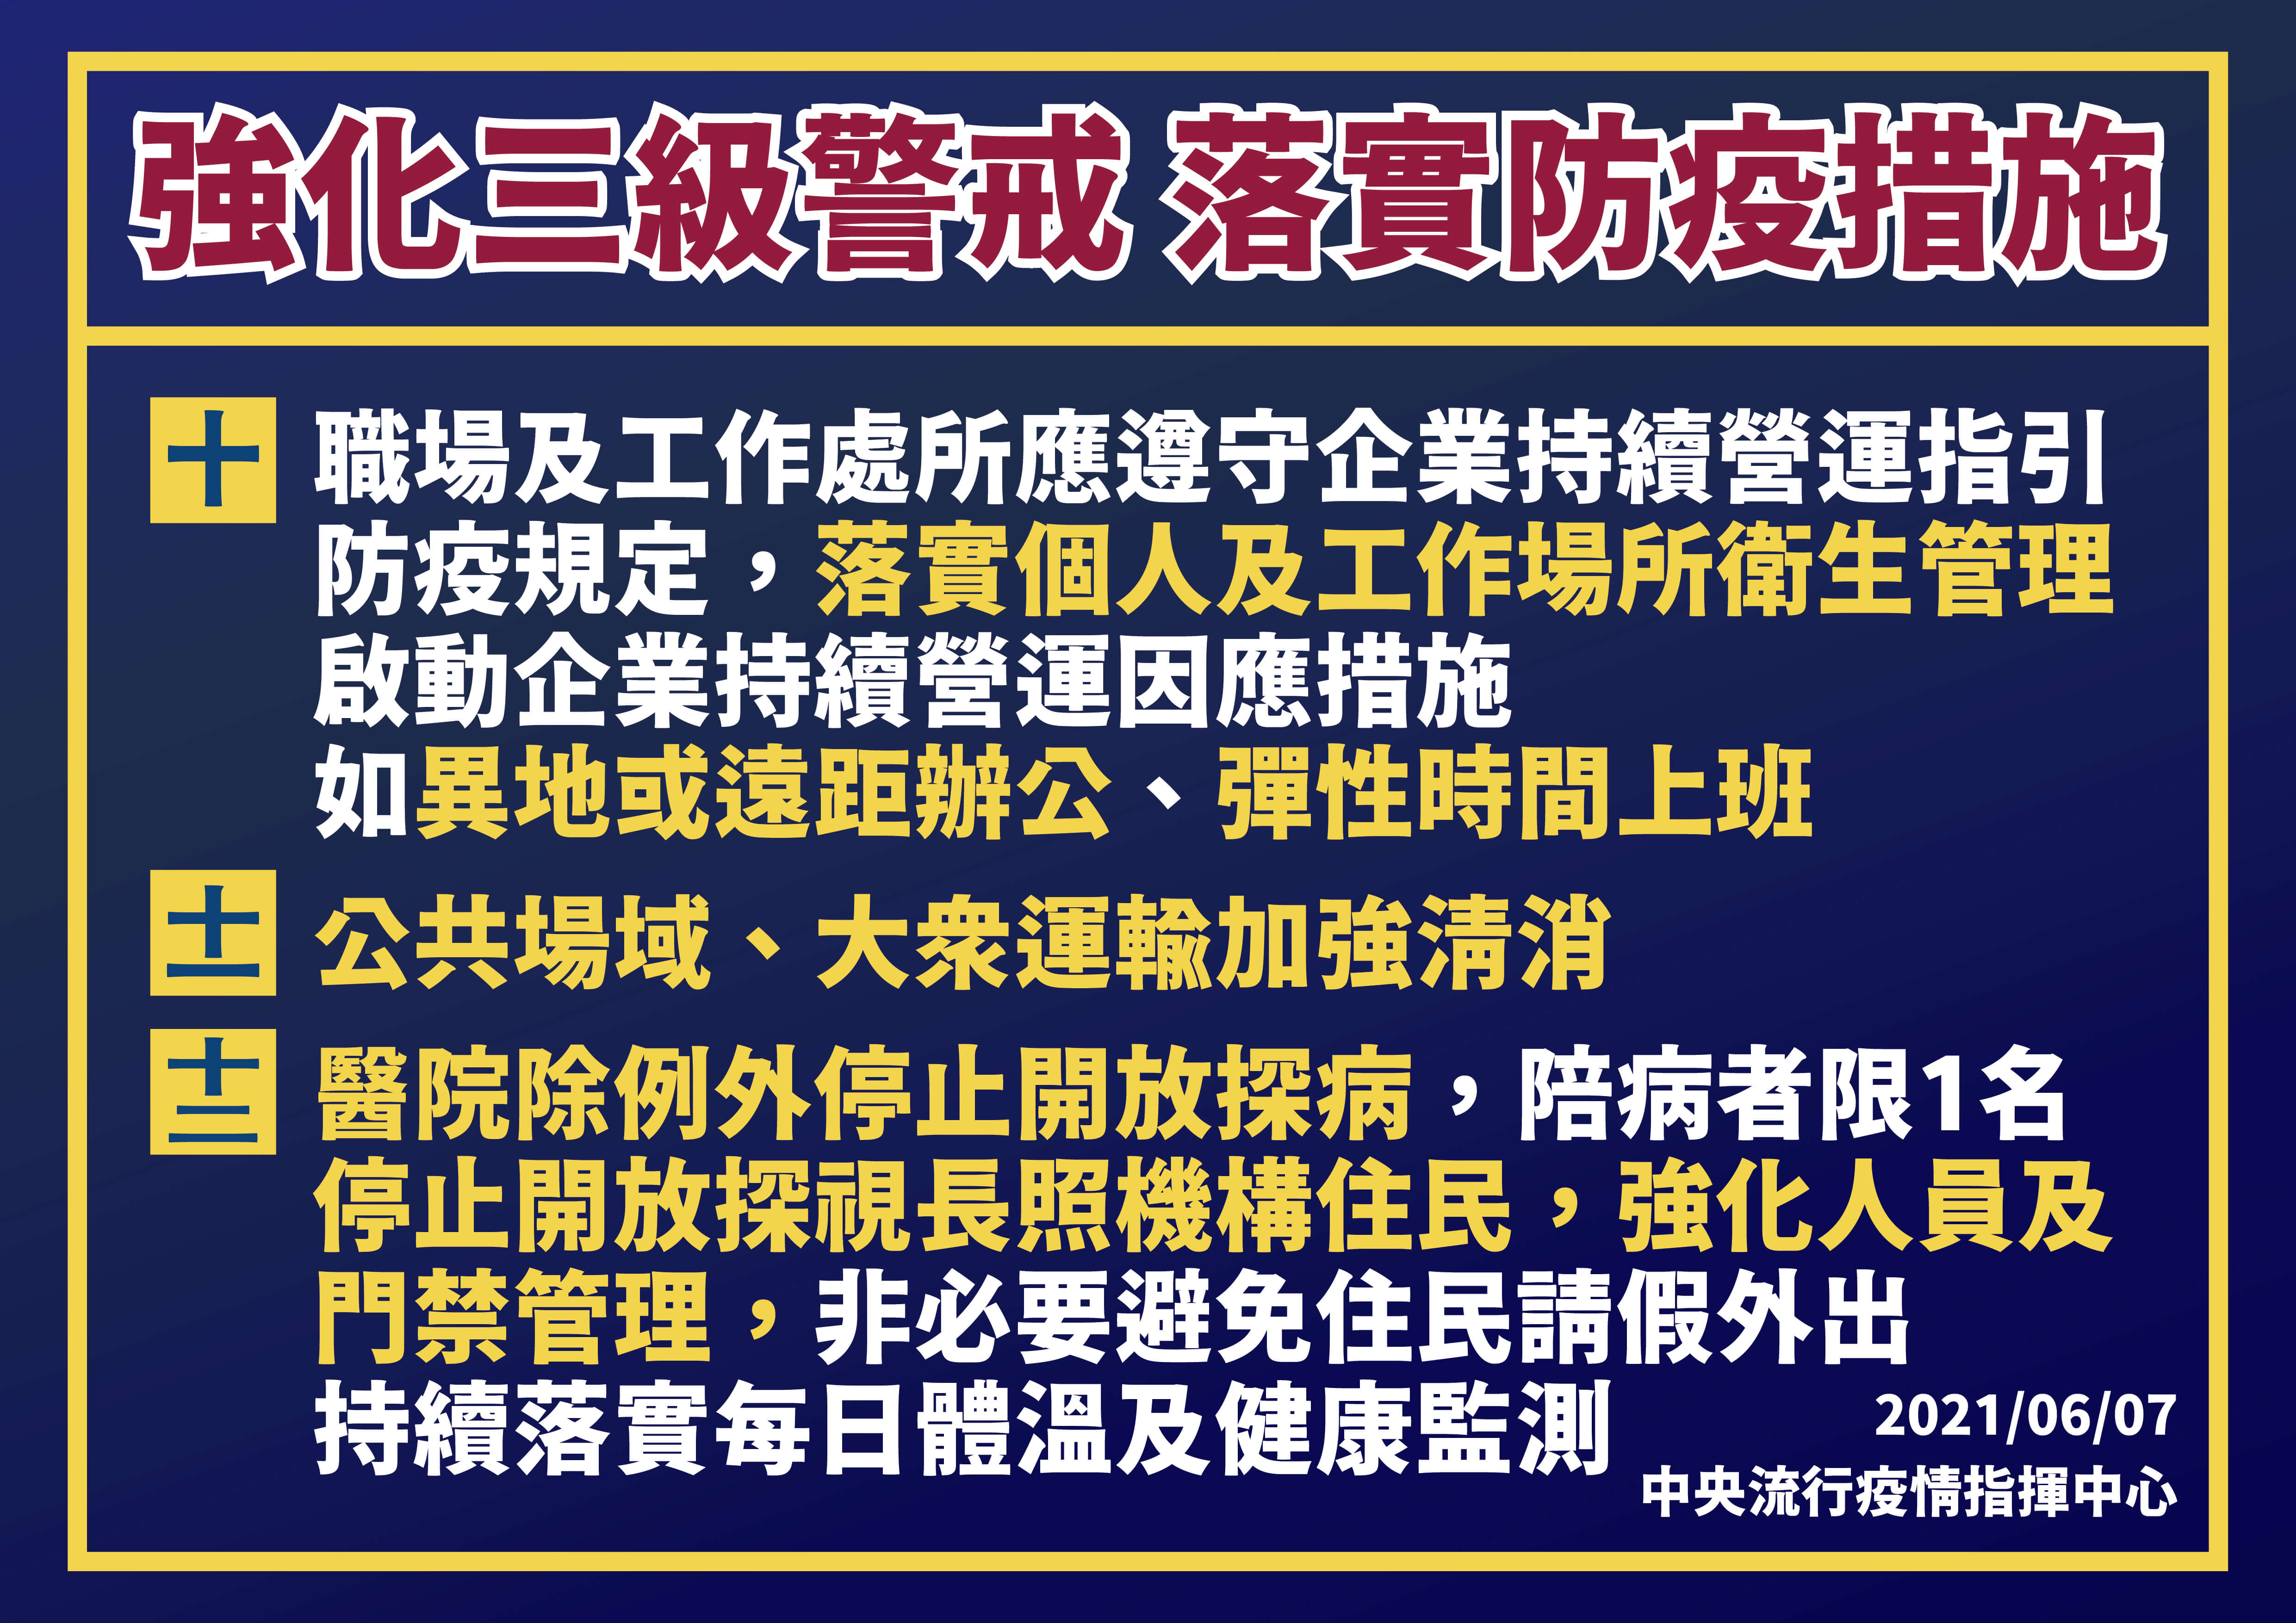 強化三級警戒 落實防疫措施
十 職場及工作處所應遵守企業持續營運指引
防疫規定，落實個人及工作場所衛生管理
啟動企業持續營運因應措施
如異地或遠距辦公、彈性時間上班
十一 公共場域、大眾運輸加強清消
十二 醫院除例外停止開放探病，陪病者限1名
停止開放探視長照機構住民，強化人員及
門禁管理，非必要避免住民請假外出
持續落實每日體溫及健康監測
2021/06/07
中央流行疫情指揮中心